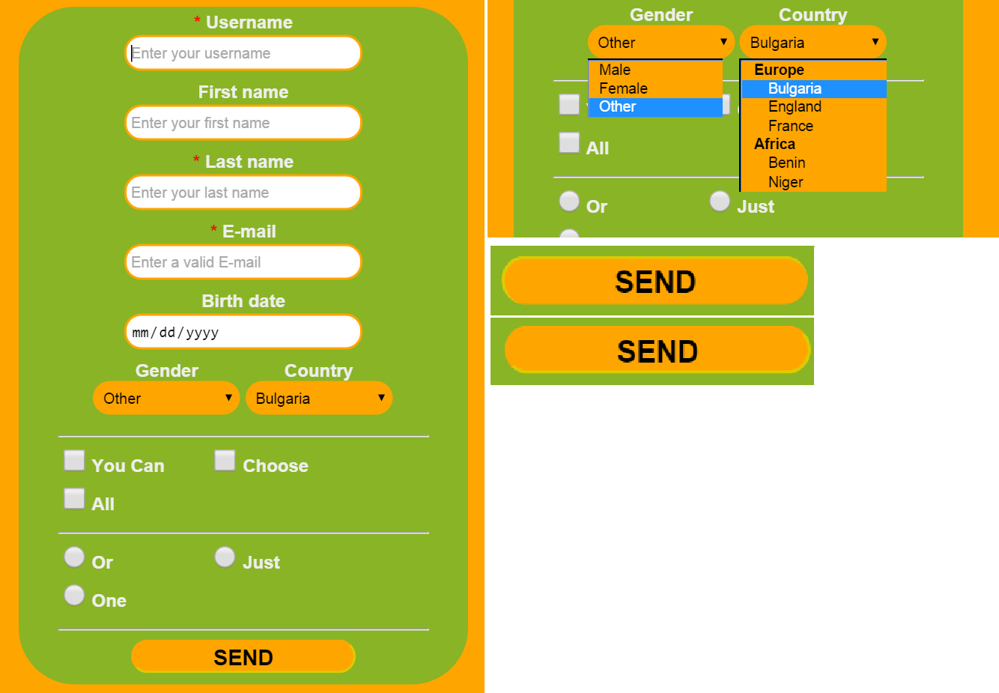 * Username
Enter your username
First name
Enter your first name
* Last name
Enter your last name
* E-mail
Enter a valid E-mail
Birth date
mm/dd/yyyy
Gender Country
Other Bulgaria
You Can Choose
All
Or Just
One
SEND
Gender Country
Other Bulgaria
Male
Female
Other
Europe
Bulgaria
England
France
Africa
Benin
Niger
All
Or Just
SEND
SEND